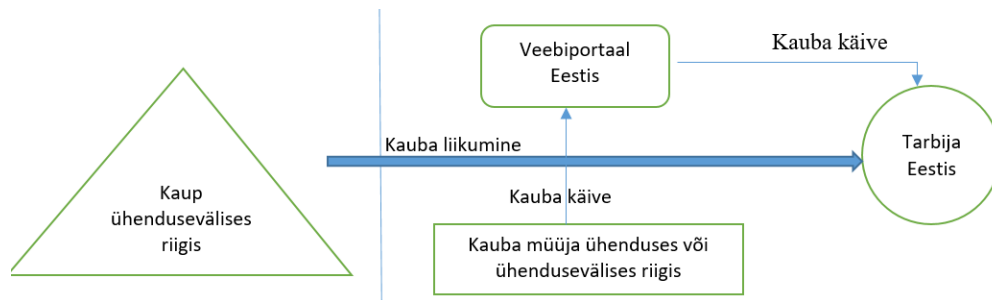 Kaup
ühendusevälises
riigis
Veebiportaal
Eestis
Kauba käive
Kauba liikumine
Tarbija
Eestis
Kauba käive
Kauba müüja ühenduses või
ühendusevälises riigis